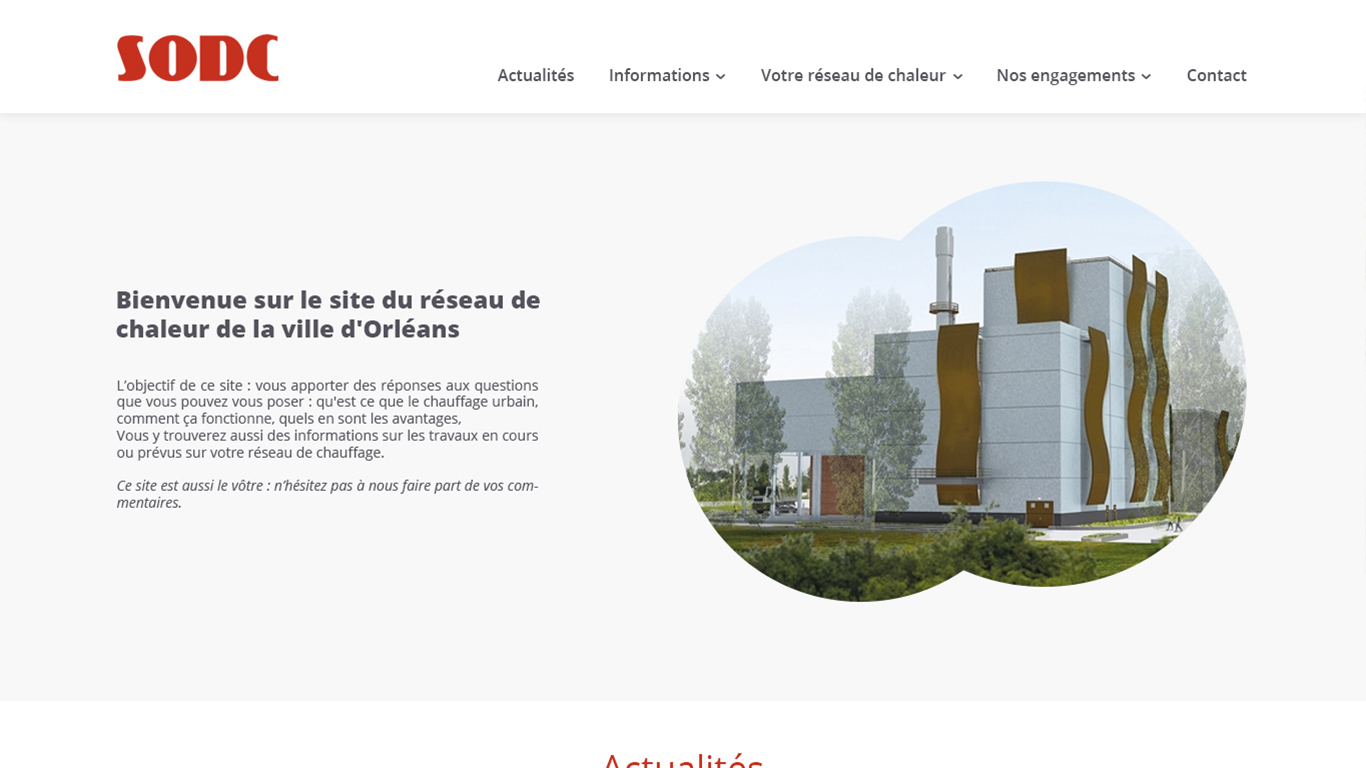 SODC
Actualités
Informations
Votre réseau de chaleur
Nos engagements
Contact
Bienvenue sur le site du réseau de
chaleur de la ville d'Orléans
L'objectif de ce site : vous apporter des réponses aux questions
que vous pouvez vous poser : qu'est ce que le chauffage urbain,
comment ça fonctionne, quels en sont les avantages,
Vous y trouverez aussi des informations sur les travaux en cours
ou prévus sur votre réseau de chauffage.
Ce site est aussi le vôtre : n'hésitez pas à nous faire part de vos com-
mentaires.
Actualités